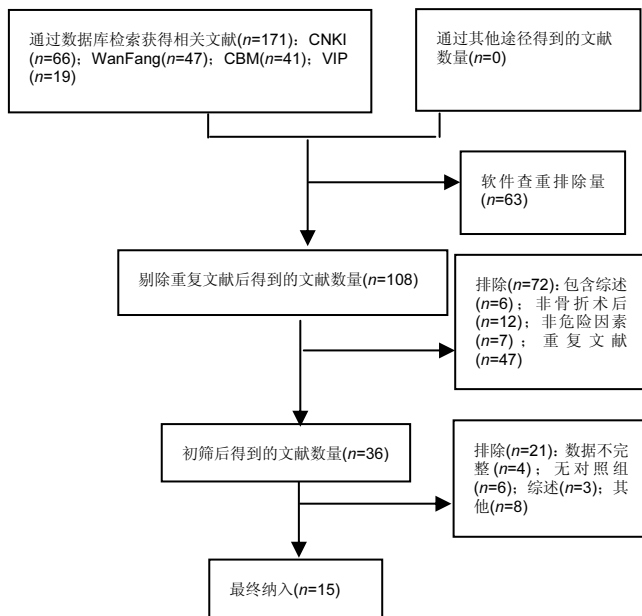 通过数据库检索获得相关文献(n=171)：CNKI
(n=66)；WanFang(n=47)；CBM(n=41)；VIP
(n=19)
通过其他途径得到的文献
数量(n=0)
软件查重排除量
(n=63)
剔除重复文献后得到的文献数量(n=108)
排除(n=72)：包含综述
(n=6)；非骨折术后
(n=12)；非危险因素
(n=7)；重复文献
(n=47)
初筛后得到的文献数量(n=36)
排除(n=21)：数据不完
整(n=4)；无对照组
(n=6)；综述(n=3)；其
他(n=8)
最终纳入(n=15)